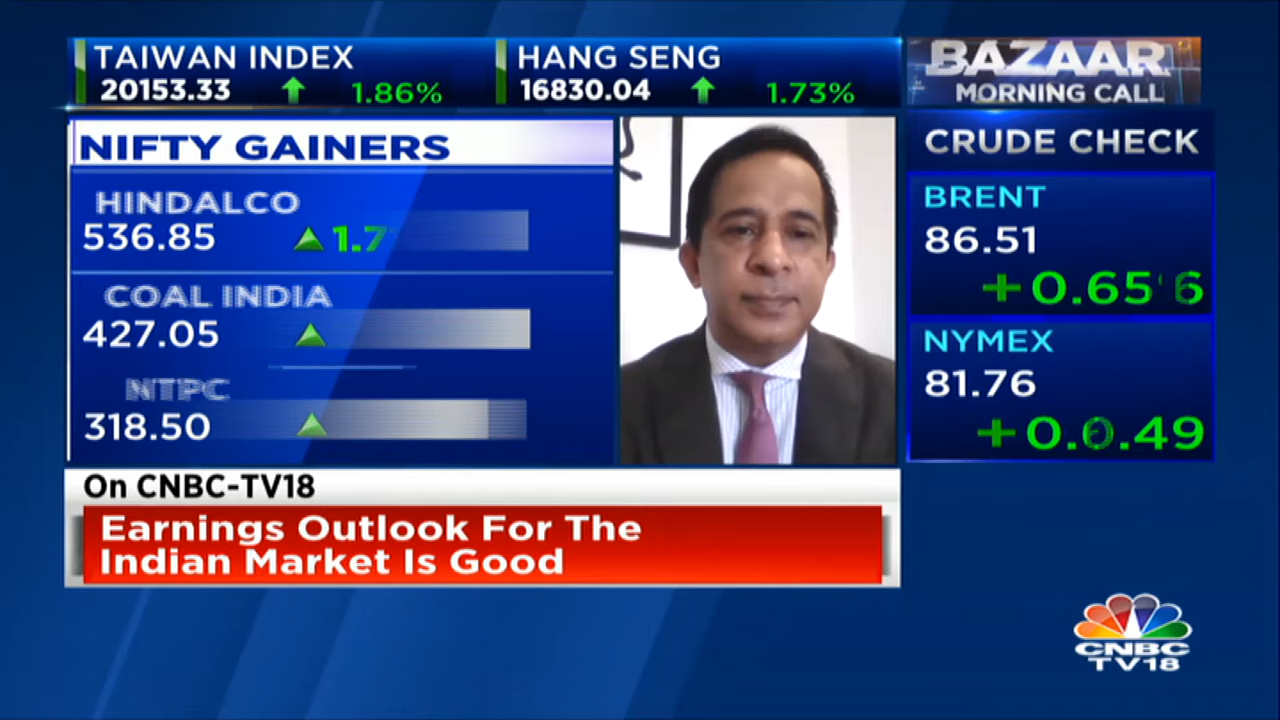 TAIWAN INDEX
20153.33 1.86%
HANG SENG
16830.04 1.73%
BAZAAR
MORNING CALL
NIFTY GAINERS
HINDALCO
536.85 1.7
COAL INDIA
427.05
NTPC
318.50
CRUDE CHECK
BRENT
86.51
NYMEX
81.76
On CNBC-TV18
Earnings Outlook For The
Indian Market Is Good
CNBC
TV18